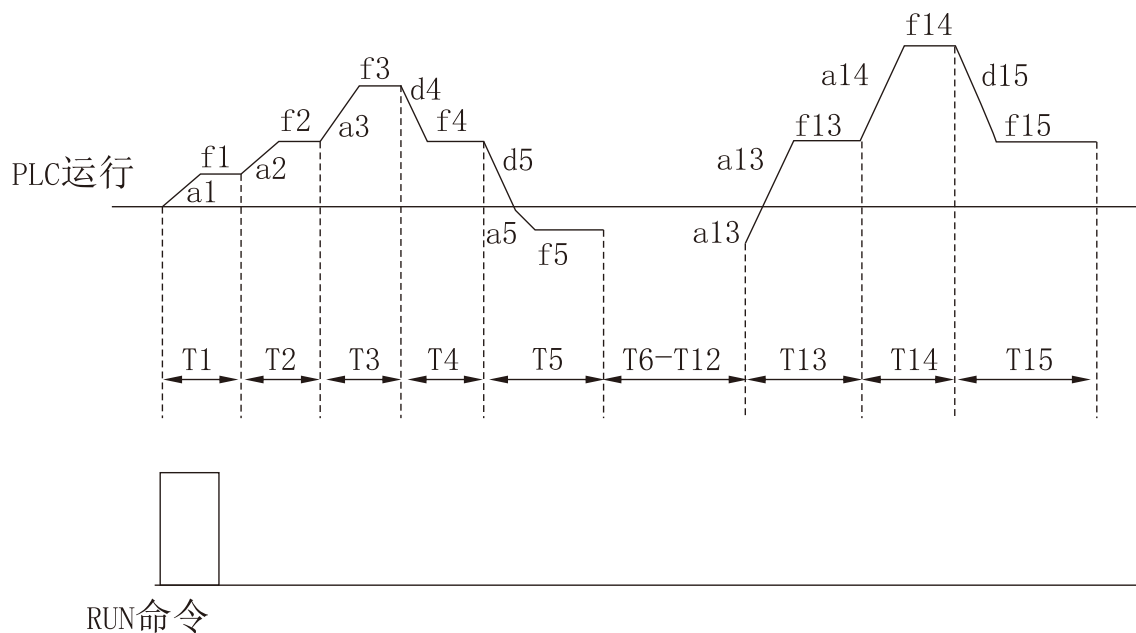 f14
f3
a14
d15
d4
f2
a3
f4
f13
f15
f1
a2
d5
a13
PLC运行
a1
a13
a5
f5
T1
T2
T3
T4
T5
T6-T12
T13
T14
T15
RUN命令